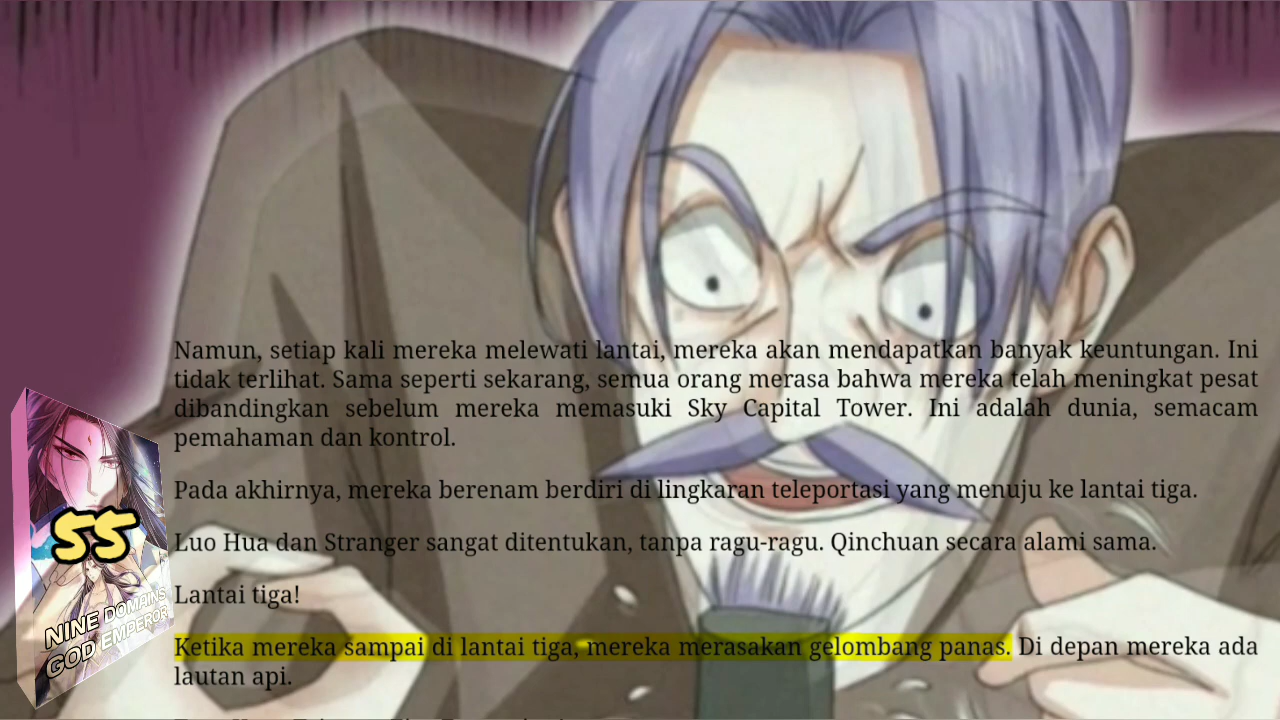 Namun, setiap kali mereka melewati lantai, mereka akan mendapatkan banyak keuntungan. Ini
tidak terlihat. Sama seperti sekarang, semua orang merasa bahwa mereka telah meningkat pesat
dibandingkan sebelum mereka memasuki Sky Capital Tower. Ini adalah dunia, semacam
pemahaman dan kontrol.
Pada akhirnya, mereka berenam berdiri di lingkaran teleportasi yang menuju ke lantai tiga.
Luo Hua dan Stranger sangat ditentukan, tanpa ragu-ragu. Qinchuan secara alami sama.
Lantai tiga!
Ketika mereka sampai di lantai tiga, mereka merasakan gelombang panas. Di depan mereka ada
lautan api.
55
NINE DOMAINS
GOD EMPEROR